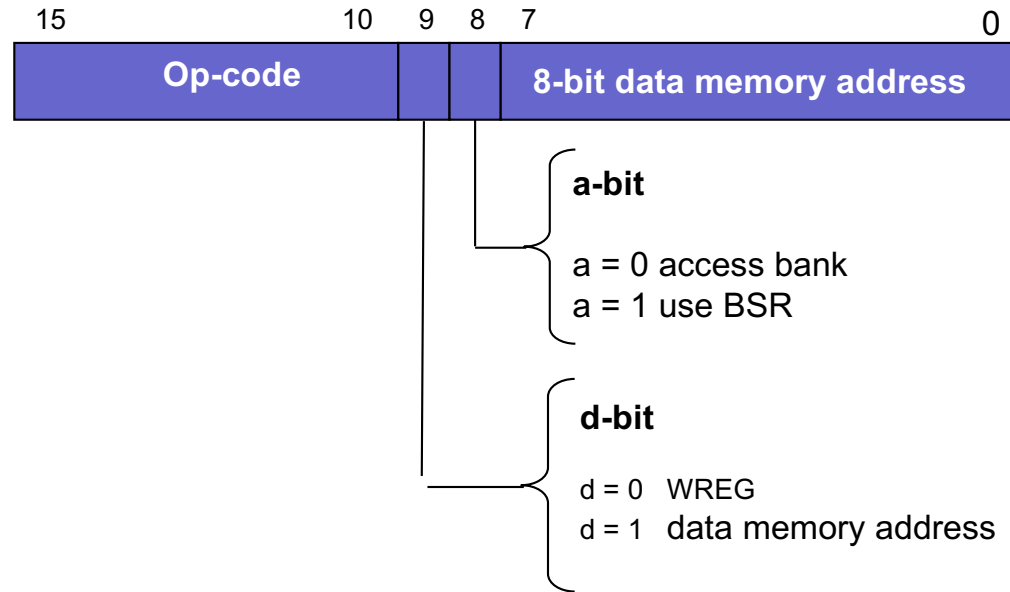 15 10 9 8 7 0
Op-code 8-bit data memory address
a-bit
a = 0 access bank
a = 1 use BSR
d-bit
d = 0 WREG
d = 1 data memory address